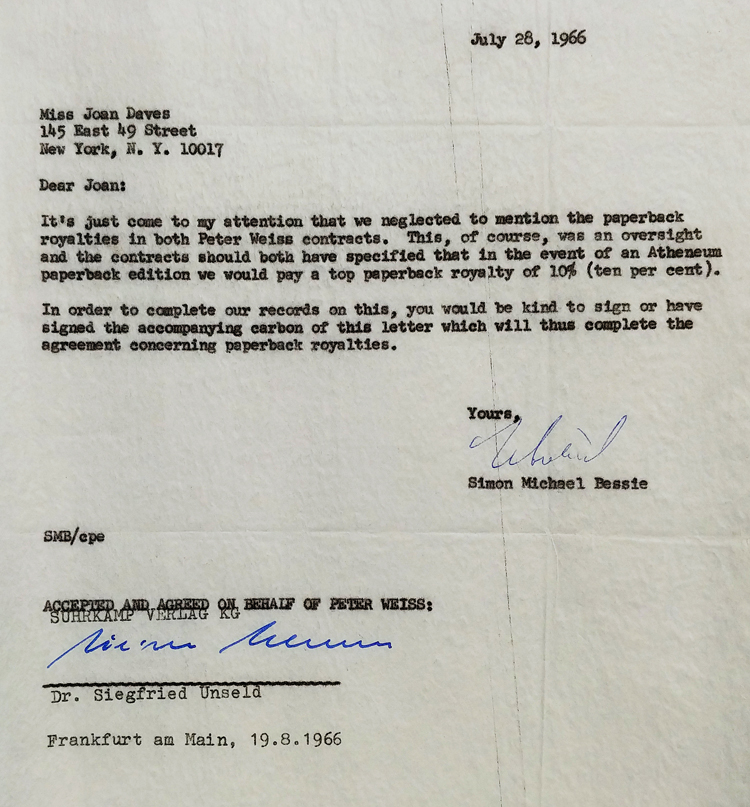 July 28, 1966
Miss Joan Daves
145 East 49 Street
New York, N. Y. 10017
Dear Joan:
It's just come to my attention that we neglected to mention the paperback
royalties in both Peter Weiss contracts. This, of course, was an oversight
and the contracts should both have specified that in the event of an Atheneum
paperback edition we would pay a top paperback royalty of 10% (ten per cent).
In order to complete our records on this, you would be kind to sign or have
signed the accompanying carbon of this letter which will thus complete the
agreement concerning paperback royalties.
Yours,
Simon Michael Bessie
SMB/cpe
ACCEPTED AND AGREED ON BEHALF OF PETER WEISS:
SUHRKAMP VERLAG KG
Dr. Siegfried Unseld
Frankfurt am Main, 19.8.1966